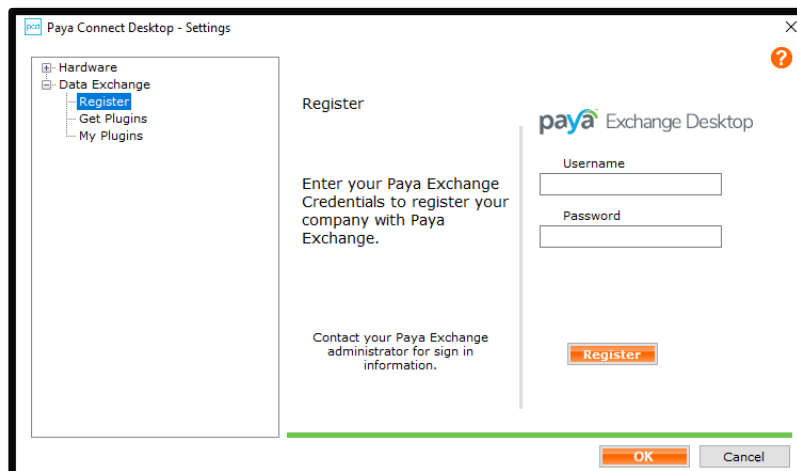 pcd Paya Connect Desktop - Settings
?
Hardware
Data Exchange
Register
Get Plugins
My Plugins
Register
Enter your Paya Exchange
Credentials to register your
company with Paya
Exchange.
Contact your Paya Exchange
administrator for sign in
information.
paya Exchange Desktop
Username
Password
Register
OK
Cancel